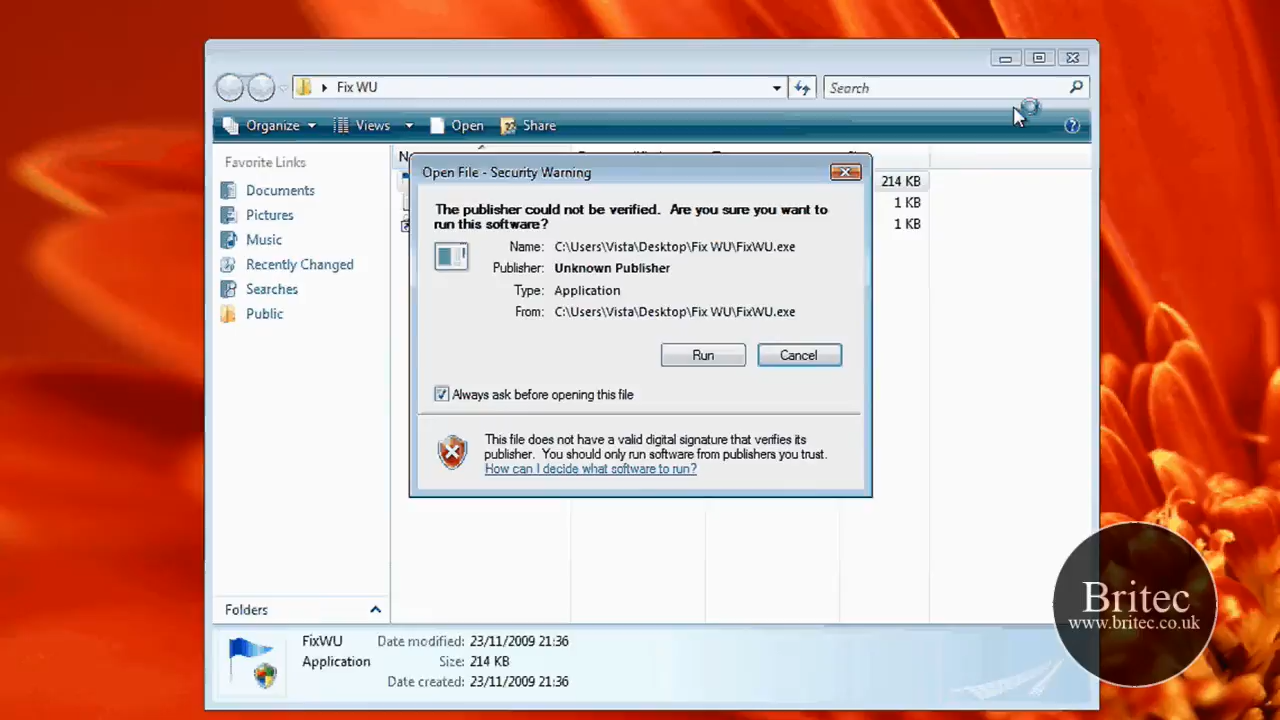 Fix WU
Search
Organize
Views
Open
Share
Favorite Links
Documents
Pictures
Music
Recently Changed
Searches
Public
214 KB
1 KB
1 KB
Open File - Security Warning
The publisher could not be verified. Are you sure you want to
run this software?
Name: C:\Users\Vista\Desktop\Fix WU\FixWU.exe
Publisher: Unknown Publisher
Type: Application
From: C:\Users\Vista\Desktop\Fix WU\FixWU.exe
Run
Cancel
Always ask before opening this file
This file does not have a valid digital signature that verifies its
publisher. You should only run software from publishers you trust.
How can I decide what software to run?
Folders
FixWU
Date modified: 23/11/2009 21:36
Application
Size: 214 KB
Date created: 23/11/2009 21:36
Britec
www.britec.co.uk